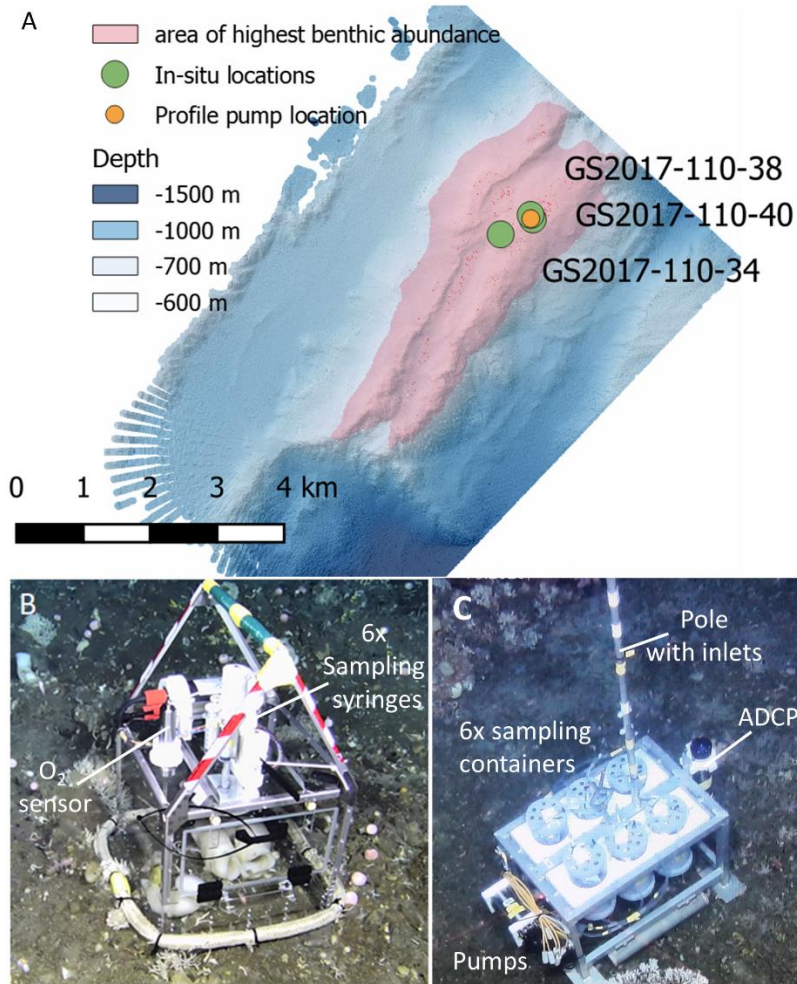 A
area of highest benthic abundance
In-situ locations
Profile pump location
Depth
-1500 m
-1000 m
-700 m
-600 m
GS2017-110-38
GS2017-110-40
GS2017-110-34
0 1 2 3 4 km
B
6x
Sampling
syringes
O₂
sensor
C
Pole
with inlets
ADCP
6x sampling
containers
Pumps